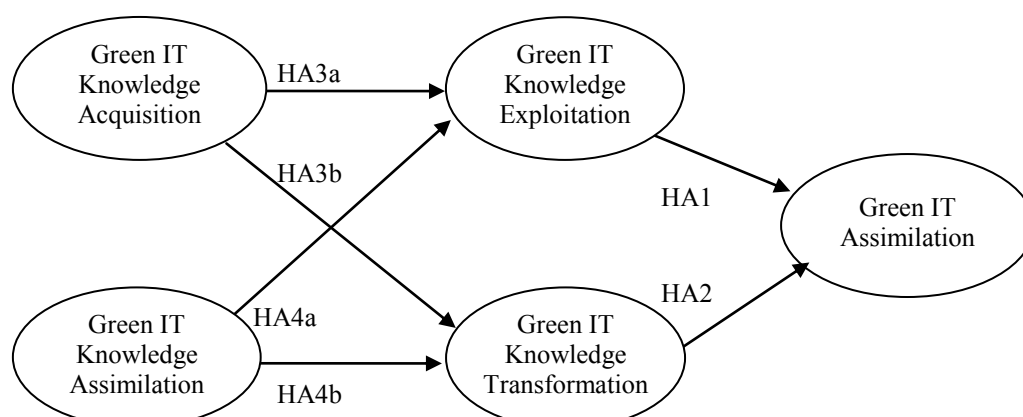 Green IT
Knowledge
Acquisition
HA3a
Green IT
Knowledge
Exploitation
HA3b
HA1
Green IT
Assimilation
Green IT
Knowledge
Assimilation
HA4a
HA4b
HA2
Green IT
Knowledge
Transformation